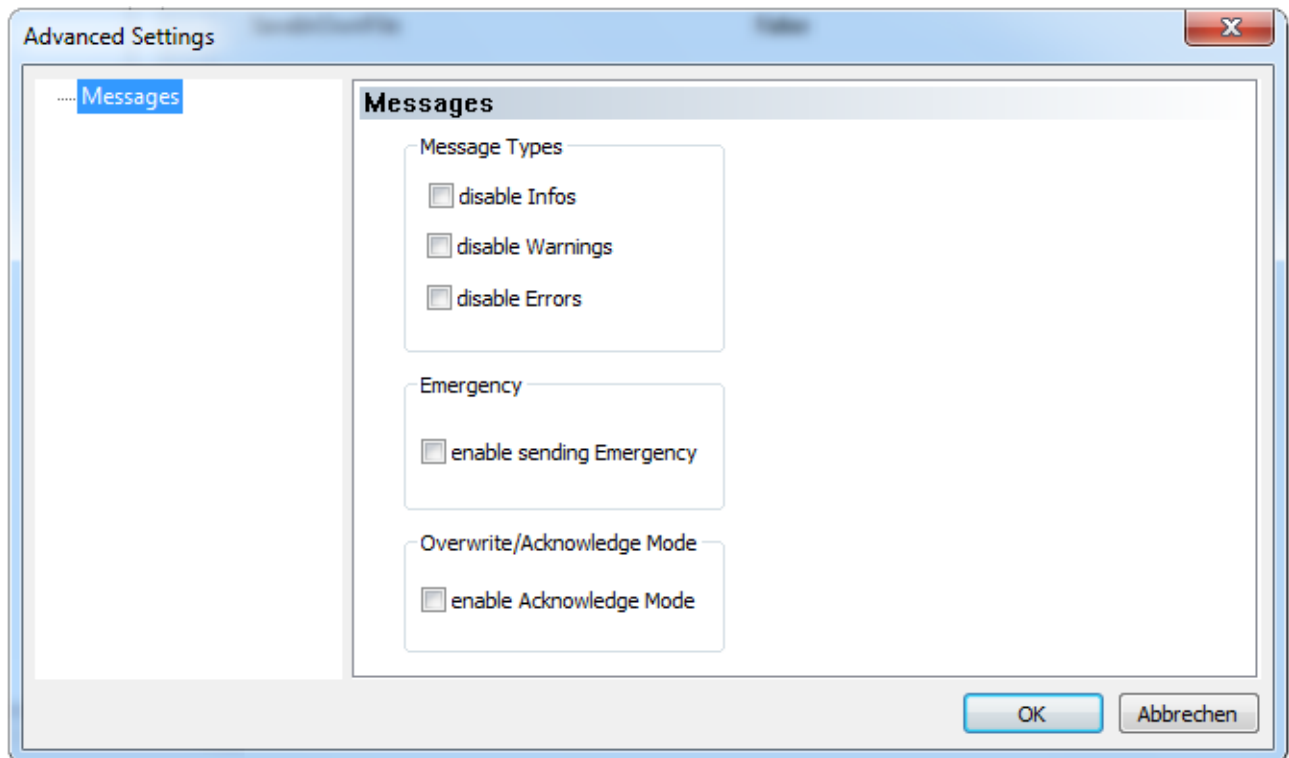 Advanced Settings
Messages
Messages
Message Types
disable Infos
disable Warnings
disable Errors
Emergency
enable sending Emergency
Overwrite/Acknowledge Mode
enable Acknowledge Mode
OK
Abbrechen